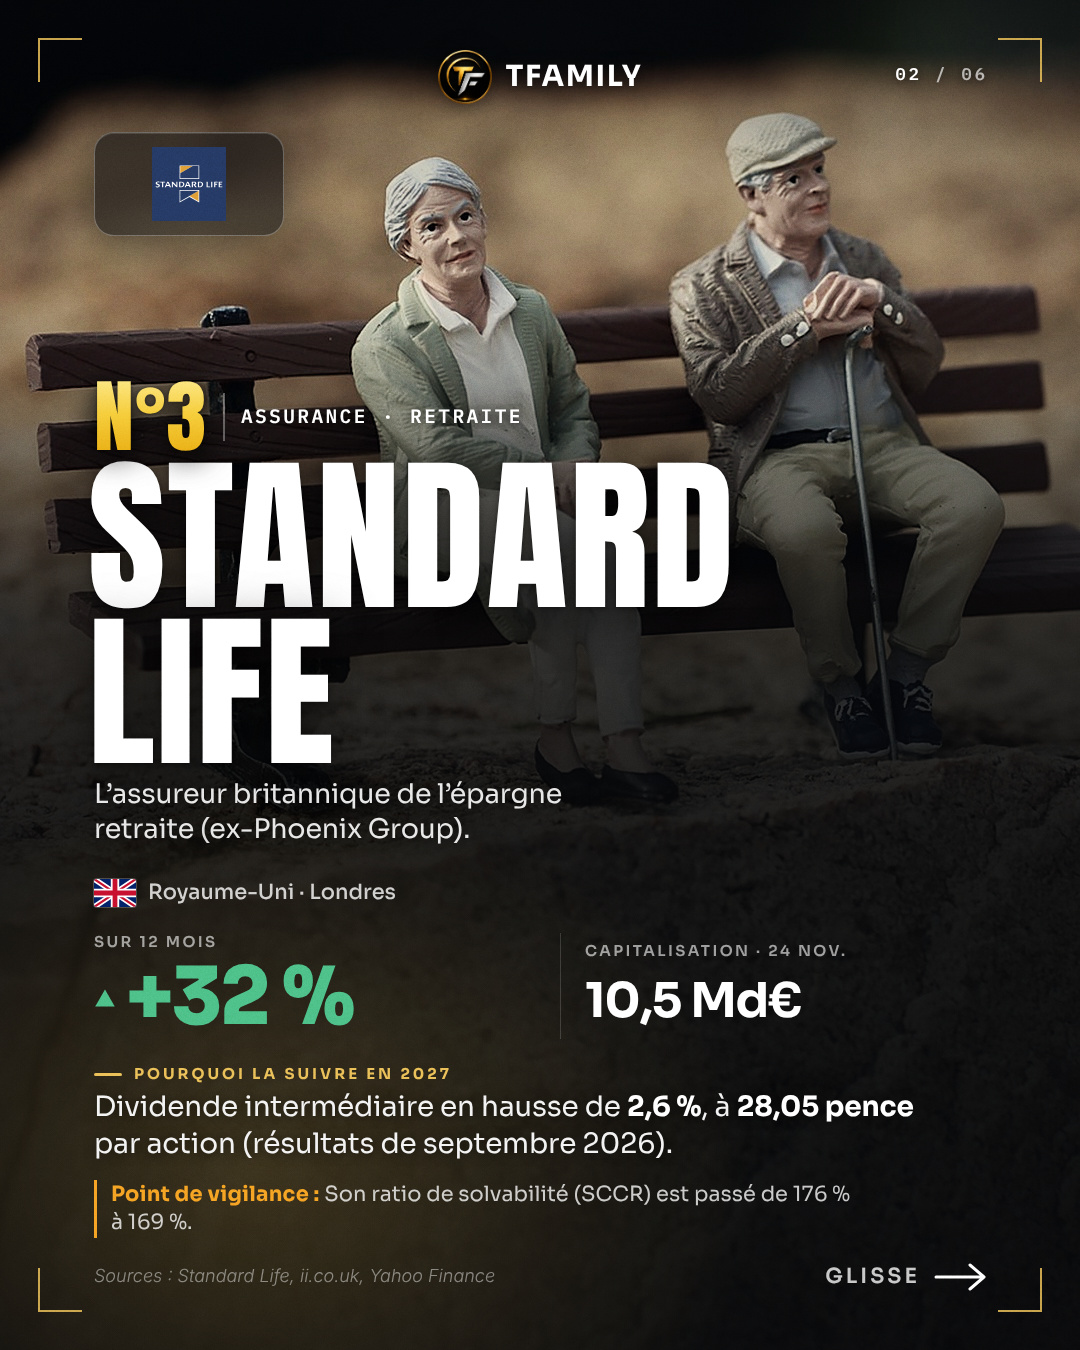 TFAMILY
02 / 06
STANDARD LIFE
N°3
ASSURANCE · RETRAITE
STANDARD
LIFE
L’assureur britannique de l’épargne
retraite (ex-Phoenix Group).
Royaume-Uni · Londres
SUR 12 MOIS
▲ +32 %
CAPITALISATION · 24 NOV.
10,5 Md€
POURQUOI LA SUIVRE EN 2027
Dividende intermédiaire en hausse de 2,6 %, à 28,05 pence
par action (résultats de septembre 2026).
Point de vigilance : Son ratio de solvabilité (SCCR) est passé de 176 %
à 169 %.
Sources : Standard Life, ii.co.uk, Yahoo Finance
GLISSE →